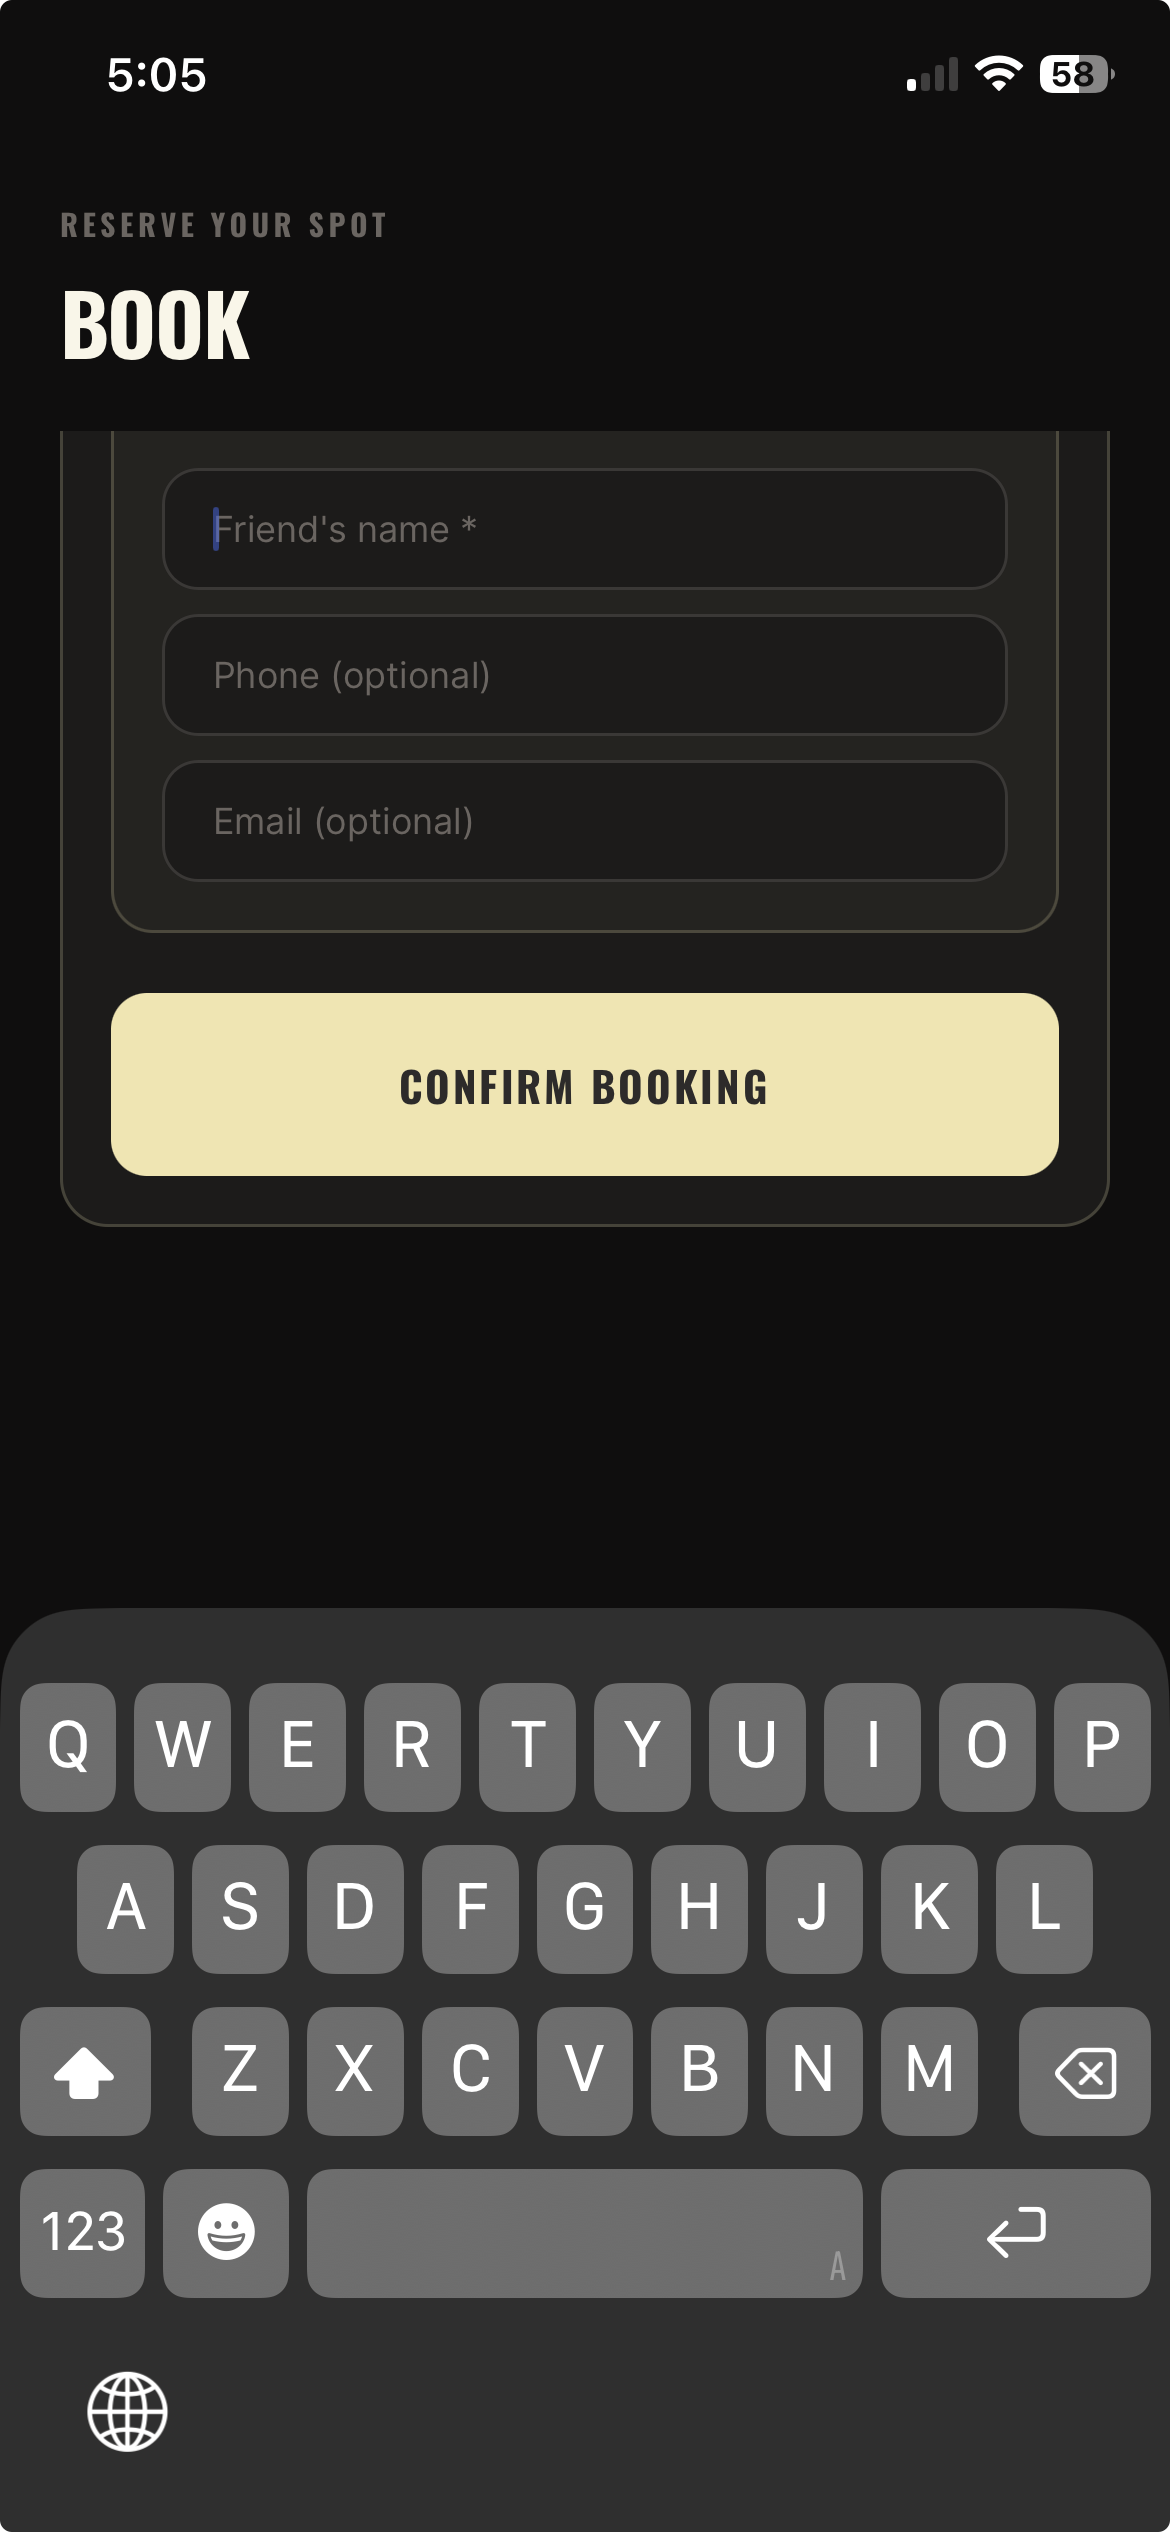 5:05
58
RESERVE YOUR SPOT
BOOK
Friend's name *
Phone (optional)
Email (optional)
CONFIRM BOOKING
Q W E R T Y U I O P
A S D F G H J K L
Z X C V B N M
123
A